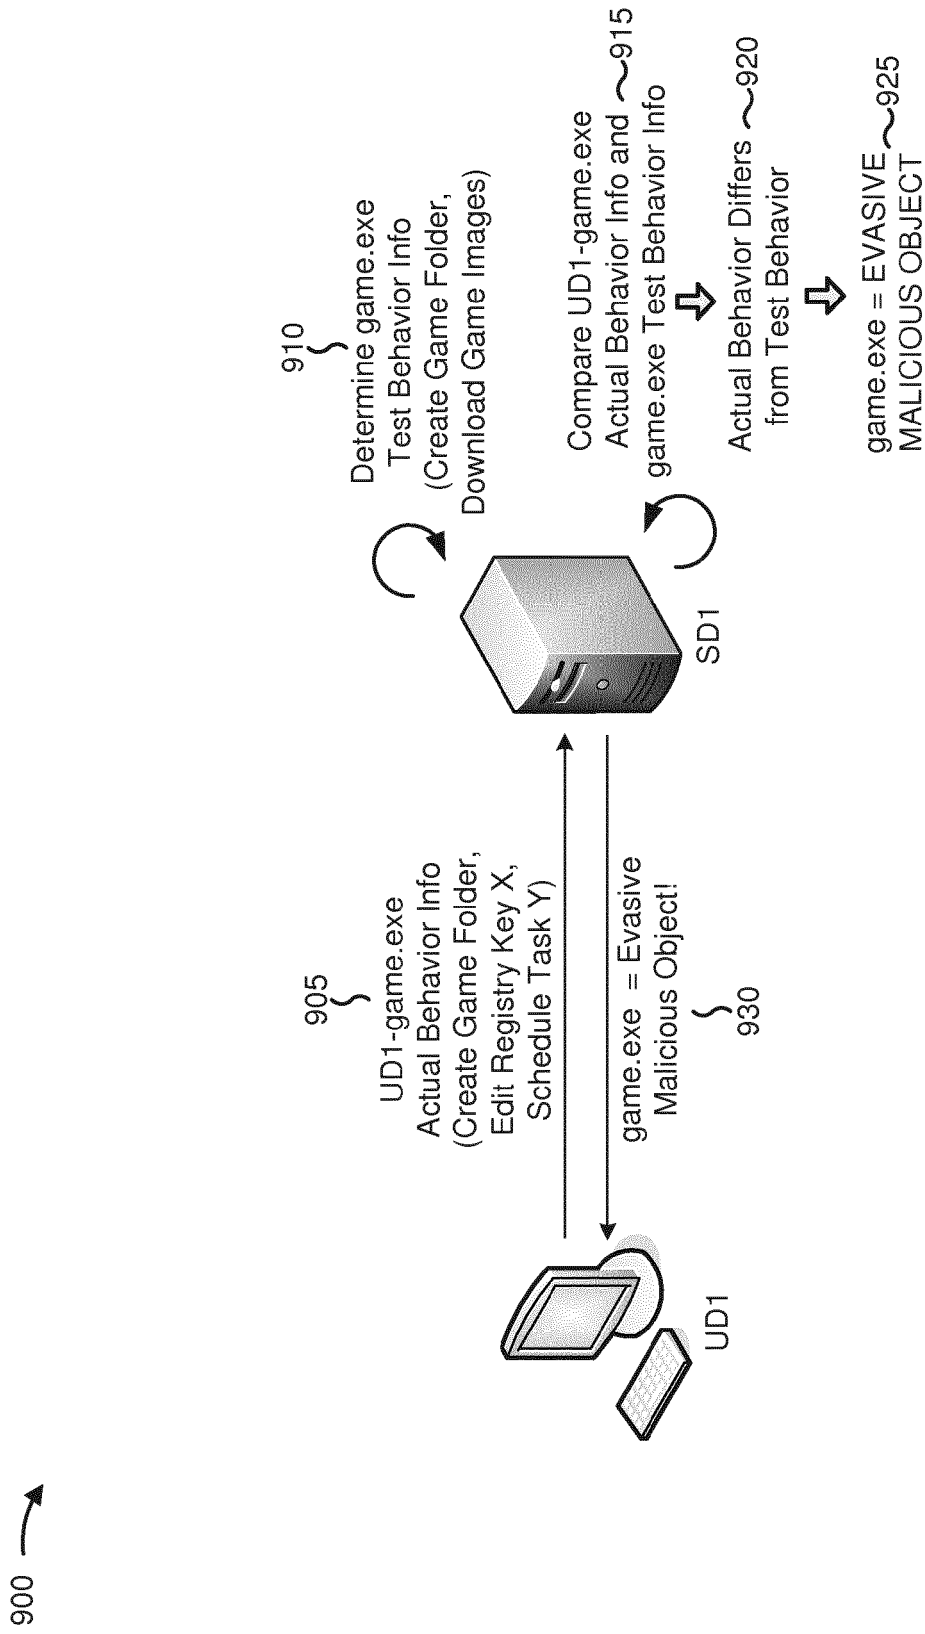 900
905
UD1-game.exe
Actual Behavior Info
(Create Game Folder,
Edit Registry Key X,
Schedule Task Y)
910
Determine game.exe
Test Behavior Info
(Create Game Folder,
Download Game Images)
UD1
SD1
game.exe = Evasive
Malicious Object!
930
Compare UD1-game.exe
Actual Behavior Info and 915
game.exe Test Behavior Info
Actual Behavior Differs 920
from Test Behavior
game.exe = EVASIVE 925
MALICIOUS OBJECT